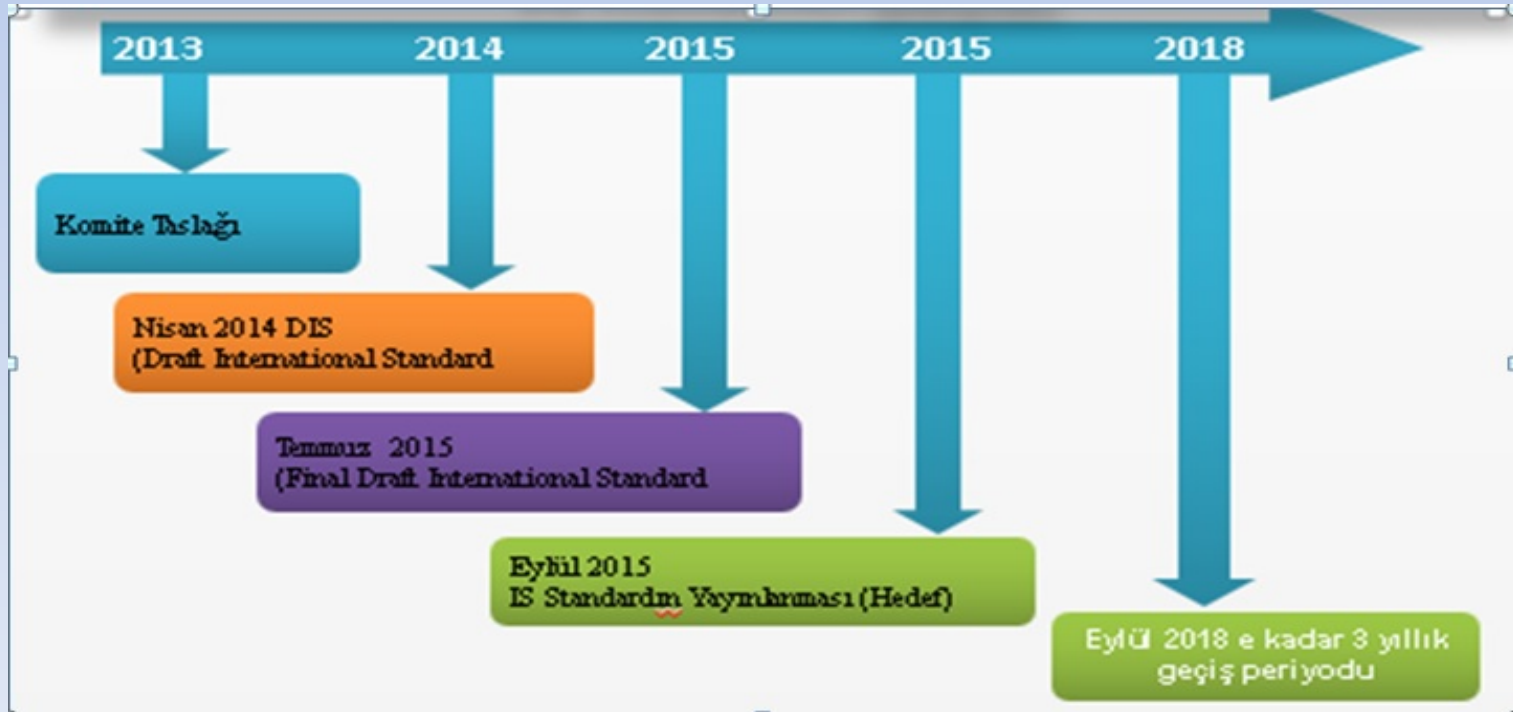 2013 2014 2015 2015 2018
Komite Taslağı
Nisan 2014 DIS
(Draft International Standard
Temmuz 2015
(Final Draft International Standard
Eylül 2015
IS Standardın Yayınlanması (Hedef)
Eylül 2018 e kadar 3 yıllık
geçiş periyodu